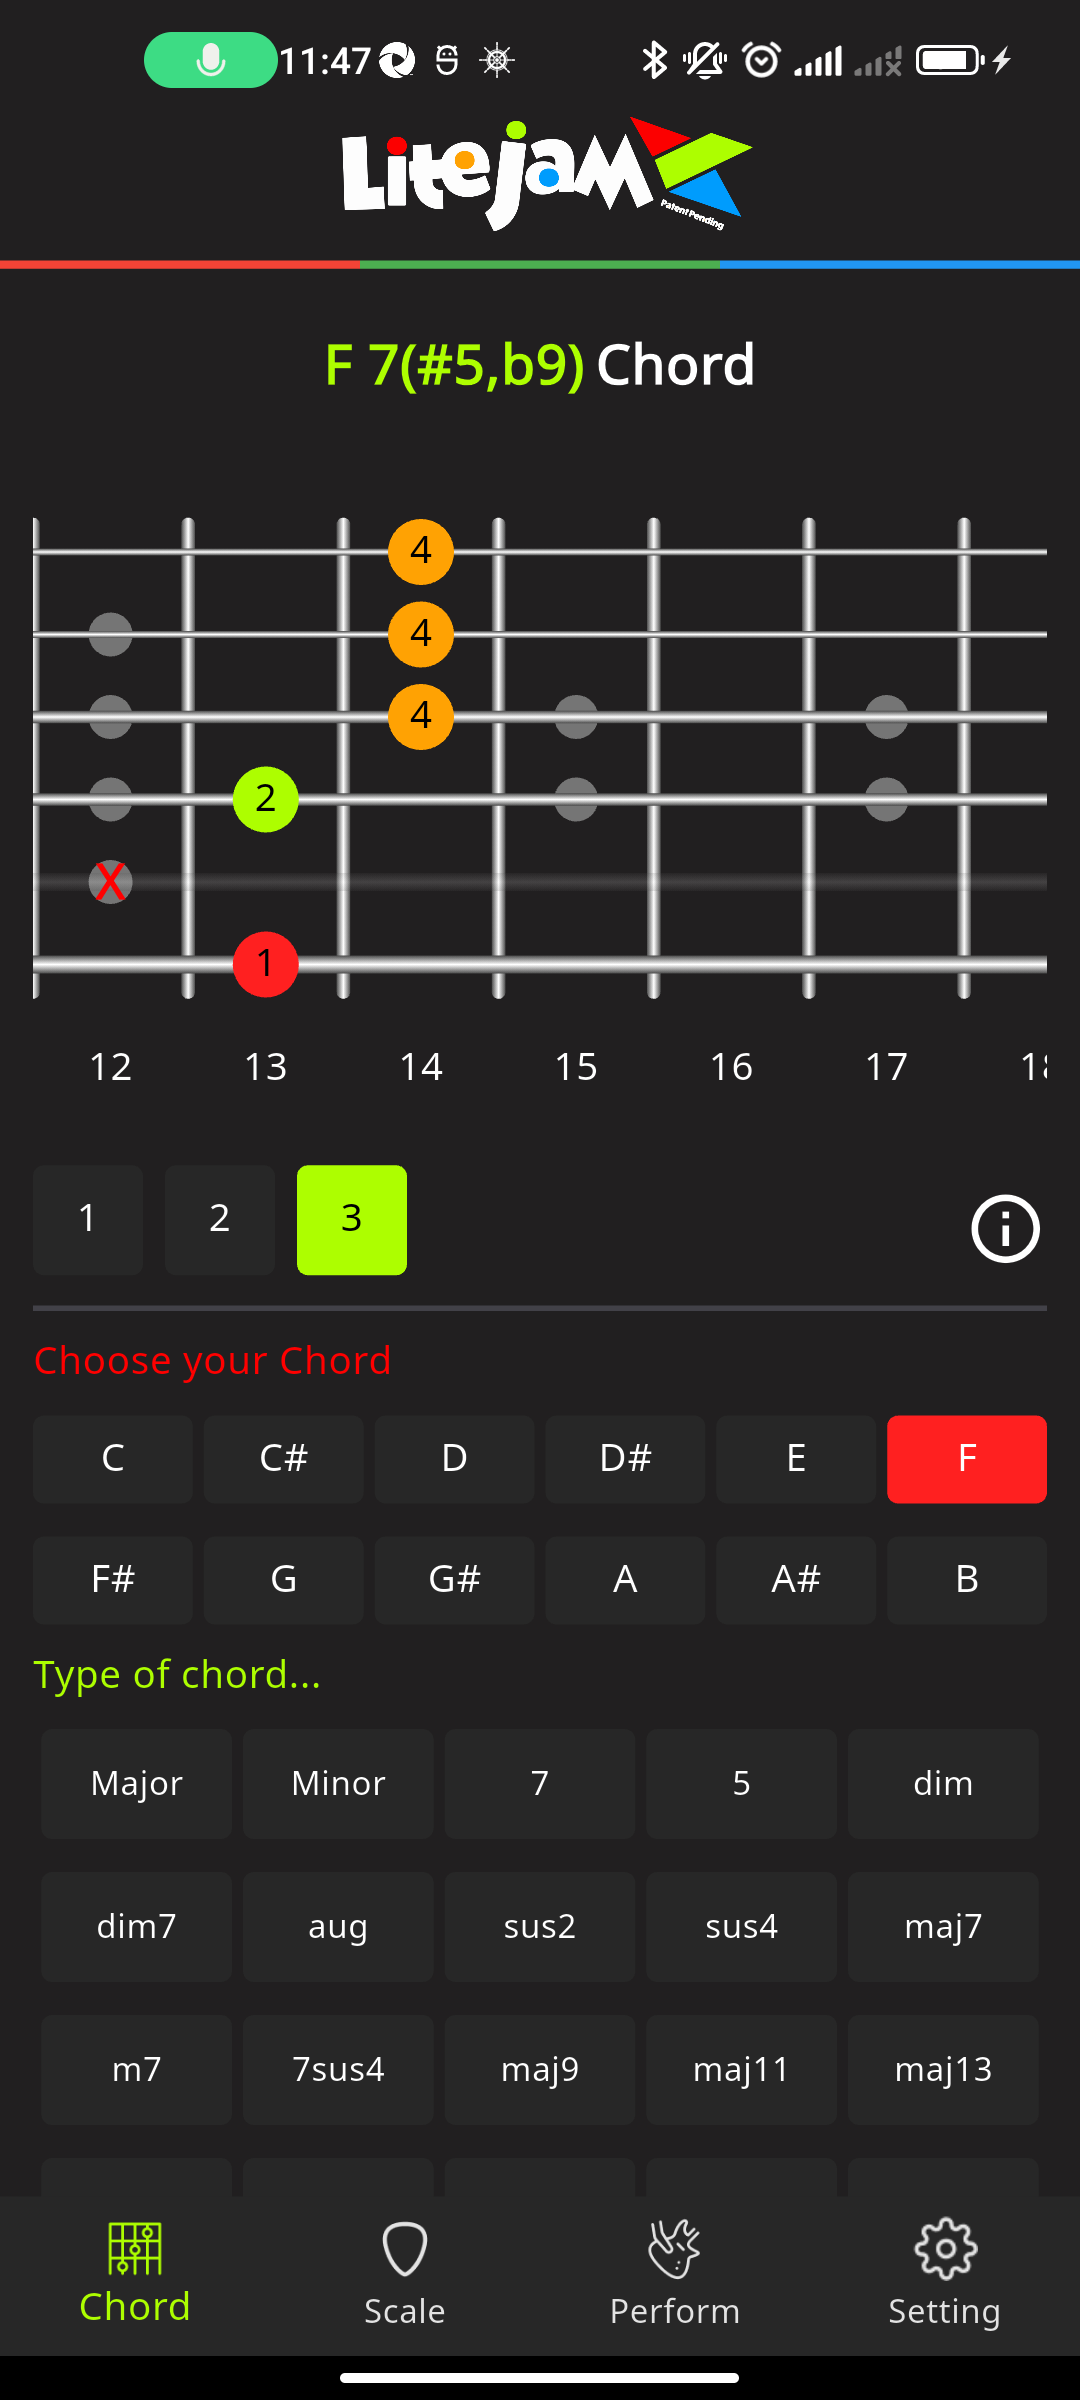 11:47
Litejam
Patent Pending
F 7(#5,b9) Chord
4
4
4
2
X
1
12 13 14 15 16 17
1 2 3
Choose your Chord
C C# D D# E F
F# G G# A A# B
Type of chord...
Major Minor 7 5 dim
dim7 aug sus2 sus4 maj7
m7 7sus4 maj9 maj11 maj13
Chord Scale Perform Setting